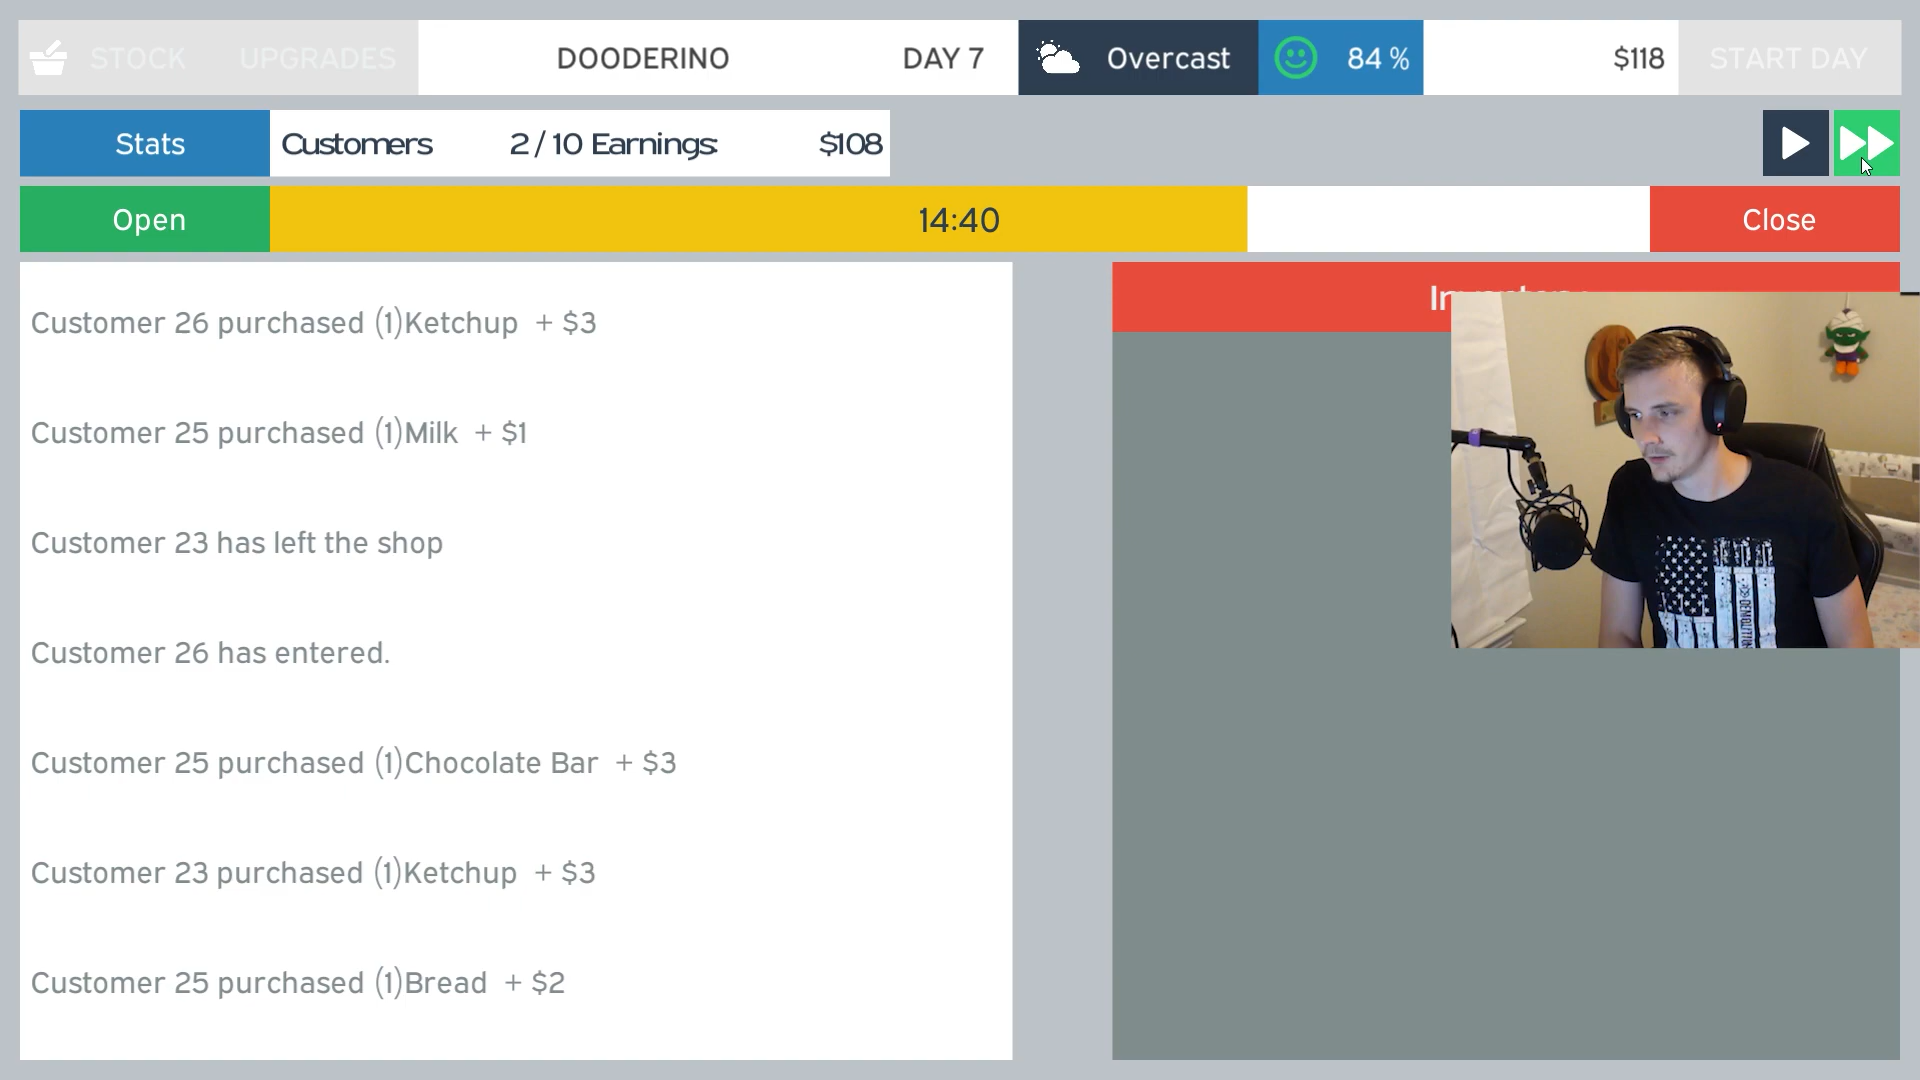 STOCK UPGRADES DOODERINO DAY 7 Overcast 84 % $118 START DAY
Stats Customers 2 / 10 Earnings: $108
Open 14:40 Close
Customer 26 purchased (1)Ketchup + $3
Customer 25 purchased (1)Milk + $1
Customer 23 has left the shop
Customer 26 has entered.
Customer 25 purchased (1)Chocolate Bar + $3
Customer 23 purchased (1)Ketchup + $3
Customer 25 purchased (1)Bread + $2